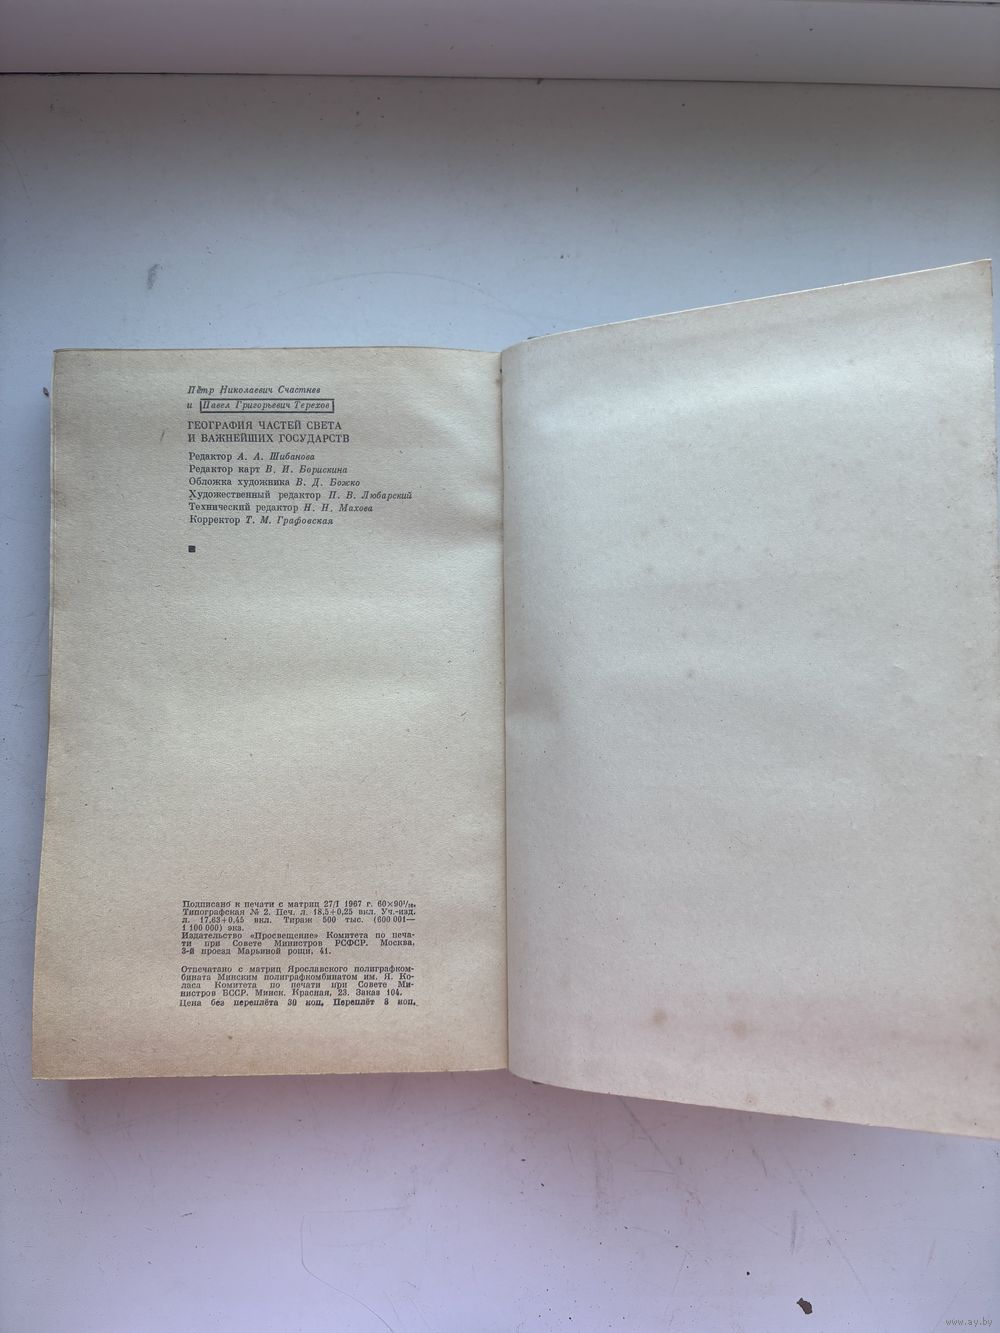 Пётр Николаевич Счастнев
и Павел Григорьевич Терехов
ГЕОГРАФИЯ ЧАСТЕЙ СВЕТА
И ВАЖНЕЙШИХ ГОСУДАРСТВ
Редактор А. А. Шибанова
Редактор карт В. И. Борискина
Обложка художника В. Д. Божко
Художественный редактор П. В. Любарский
Технический редактор Н. Н. Махова
Корректор Т. М. Графовская
Подписано к печати с матриц 27/I 1967 г. 60×90¹/₁₆.
Типографская № 2. Печ. л. 18,5+0,25 вкл. Уч.-изд.
л. 17,63+0,45 вкл. Тираж 500 тыс. (600 001—
1 100 000) экз.
Издательство «Просвещение» Комитета по печа-
ти при Совете Министров РСФСР. Москва,
3-й проезд Марьиной рощи, 41.
Отпечатано с матриц Ярославского полиграфком-
бината Минским полиграфкомбинатом им. Я. Ко-
ласа Комитета по печати при Совете Ми-
нистров БССР. Минск. Красная, 23. Заказ 104.
Цена без переплёта 30 коп. Переплёт 8 коп.
www.ay.by